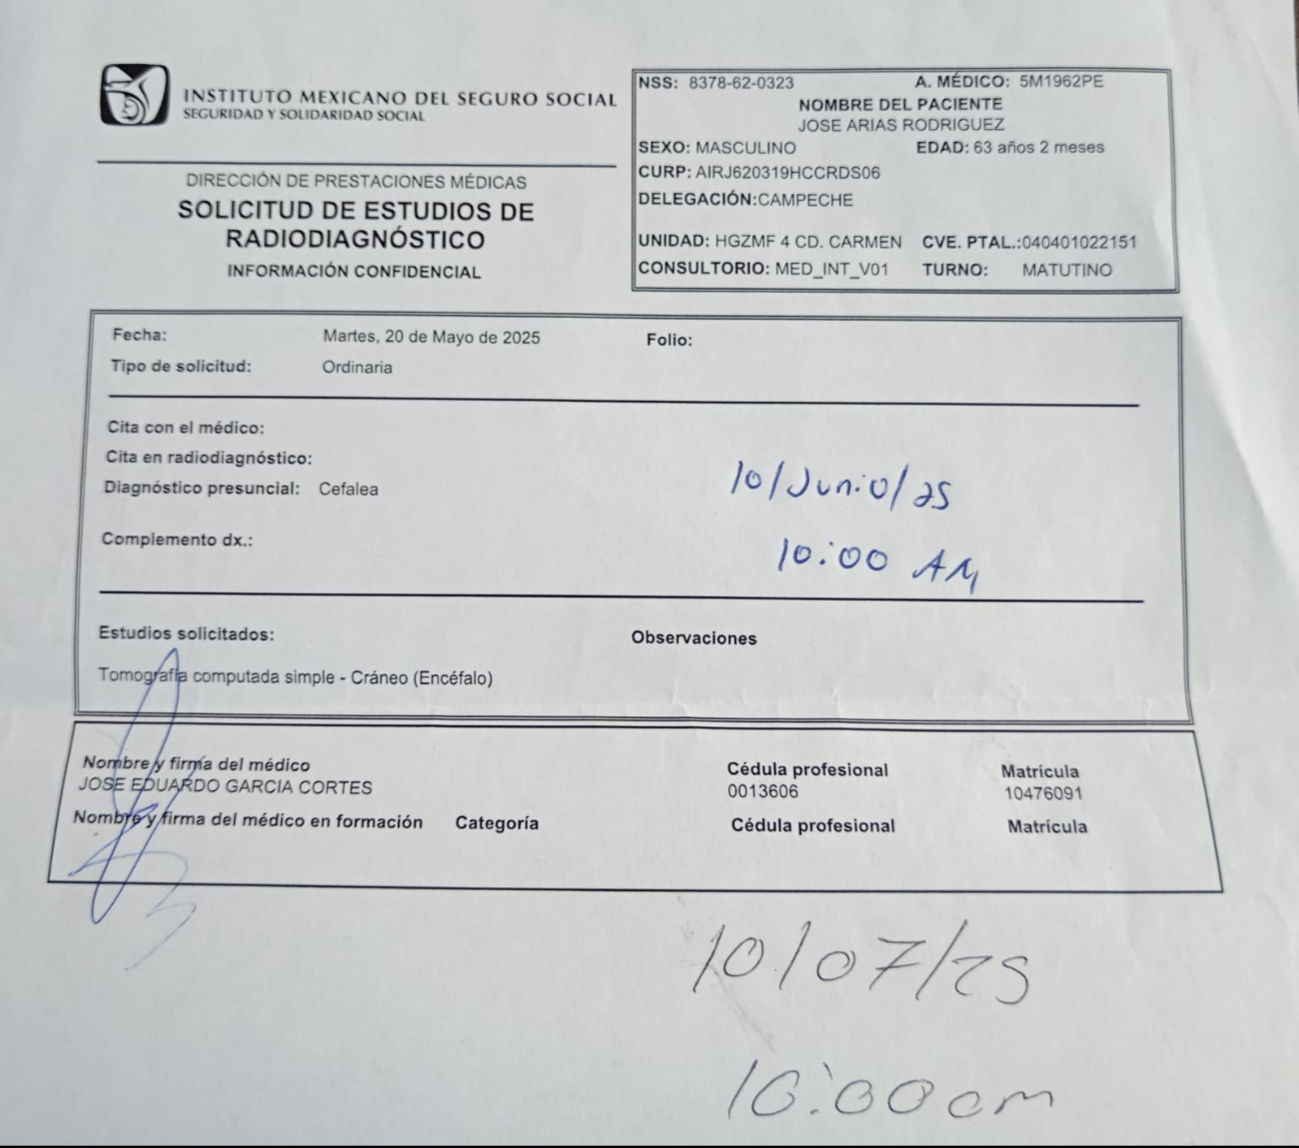 INSTITUTO MEXICANO DEL SEGURO SOCIAL
SEGURIDAD Y SOLIDARIDAD SOCIAL
DIRECCIÓN DE PRESTACIONES MÉDICAS
SOLICITUD DE ESTUDIOS DE
RADIODIAGNÓSTICO
INFORMACIÓN CONFIDENCIAL
NSS: 8378-62-0323 A. MÉDICO: 5M1962PE
NOMBRE DEL PACIENTE
JOSE ARIAS RODRIGUEZ
SEXO: MASCULINO EDAD: 63 años 2 meses
CURP: AIRJ620319HCCRDS06
DELEGACIÓN:CAMPECHE
UNIDAD: HGZMF 4 CD. CARMEN CVE. PTAL.:040401022151
CONSULTORIO: MED_INT_V01 TURNO: MATUTINO
Fecha: Martes, 20 de Mayo de 2025 Folio:
Tipo de solicitud: Ordinaria
Cita con el médico:
Cita en radiodiagnóstico:
Diagnóstico presuncial: Cefalea
10/Junio/25
Complemento dx.:
10:00 AM
Estudios solicitados: Observaciones
Tomografía computada simple - Cráneo (Encéfalo)
Nombre y firma del médico Cédula profesional Matrícula
JOSE EDUARDO GARCIA CORTES 0013606 10476091
Nombre y firma del médico en formación Categoría Cédula profesional Matrícula
10/07/25
10:00 am